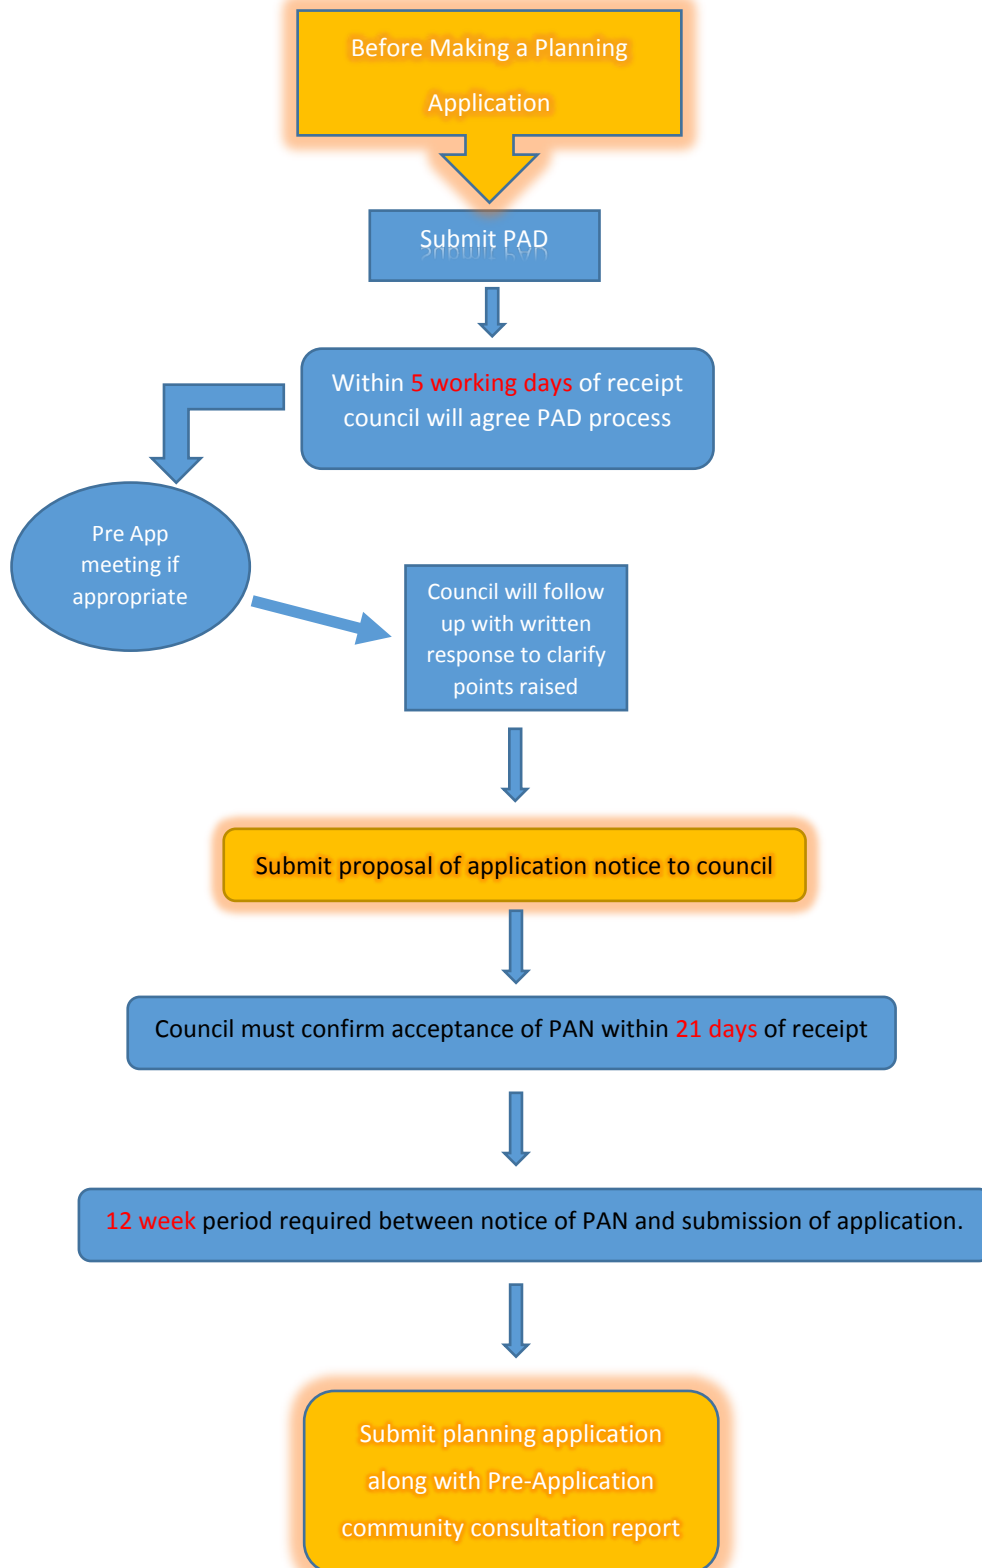 Before Making a Planning
Application
Submit PAD
Within 5 working days of receipt
council will agree PAD process
Pre App
meeting if
appropriate
Council will follow
up with written
response to clarify
points raised
Submit proposal of application notice to council
Council must confirm acceptance of PAN within 21 days of receipt
12 week period required between notice of PAN and submission of application.
Submit planning application
along with Pre-Application
community consultation report